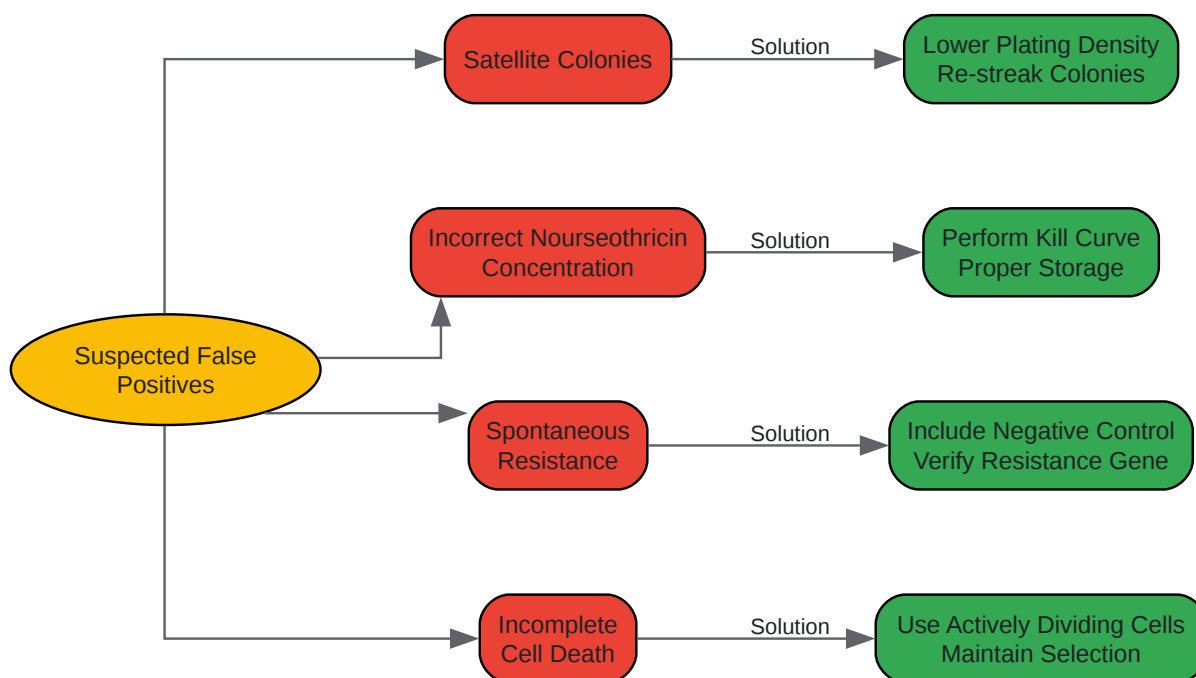 Satellite Colonies
Solution
Lower Plating Density
Re-streak Colonies
Incorrect Nourseothricin
Concentration
Solution
Perform Kill Curve
Proper Storage
Suspected False
Positives
Spontaneous
Resistance
Solution
Include Negative Control
Verify Resistance Gene
Incomplete
Cell Death
Solution
Use Actively Dividing Cells
Maintain Selection